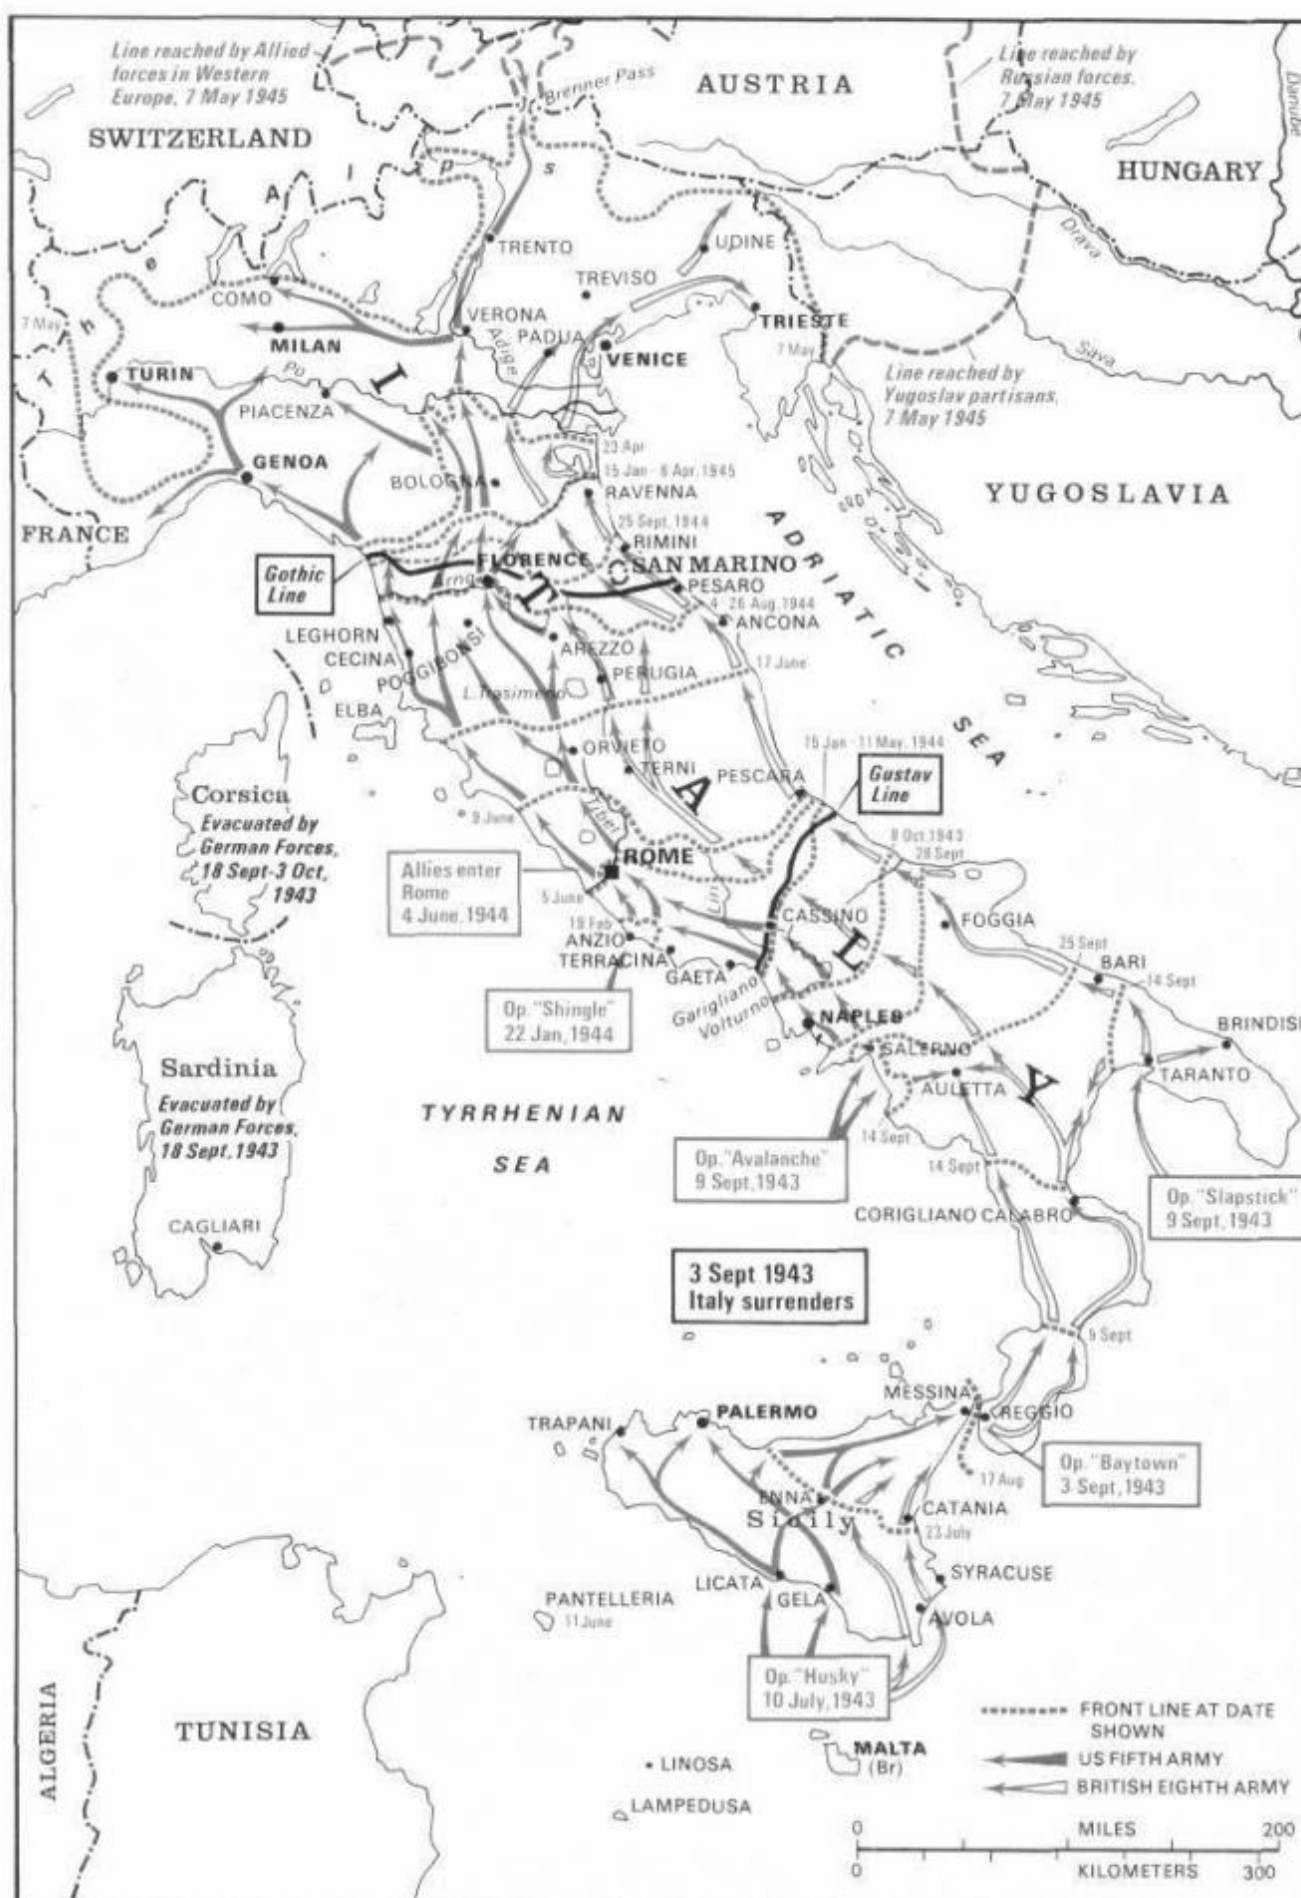 Line reached by Allied
forces in Western
Europe, 7 May 1945
Brenner Pass
AUSTRIA
Line reached by
Russian forces.
7 May 1945
Danube
SWITZERLAND
HUNGARY
The Alps
TRENTO
UDINE
Drava
TREVISO
COMO
7 May
VERONA
TRIESTE
PADUA
MILAN
Adige
VENICE
7 May
Sava
TURIN
Po
Line reached by
Yugoslav partisans,
7 May 1945
PIACENZA
23 Apr
GENOA
15 Jan - 6 Apr. 1945
BOLOGNA
RAVENNA
YUGOSLAVIA
FRANCE
25 Sept, 1944
RIMINI
ADRIATIC SEA
Gothic
Line
FLORENCE
SAN MARINO
Arno
PESARO
4 - 26 Aug, 1944
ANCONA
LEGHORN
CECINA
POGGIBONSI
AREZZO
17 June
PERUGIA
L. Trasimeno
ELBA
ITALY
ORVIETO
TERNI
15 Jan - 11 May, 1944
PESCARA
Gustav
Line
Corsica
Evacuated by
German Forces,
18 Sept-3 Oct,
1943
9 June
Tiber
8 Oct, 1943
28 Sept
ROME
Allies enter
Rome
4 June, 1944
5 June
Liri
CASSINO
FOGGIA
19 Feb
ANZIO
TERRACINA
GAETA
25 Sept
BARI
14 Sept
Garigliano
Volturno
Op. "Shingle"
22 Jan, 1944
NAPLES
BRINDISI
SALERNO
Sardinia
Evacuated by
German Forces,
18 Sept, 1943
AULETTA
TARANTO
TYRRHENIAN
SEA
14 Sept
Op. "Avalanche"
9 Sept, 1943
14 Sept
Op. "Slapstick"
9 Sept, 1943
CORIGLIANO CALABRO
CAGLIARI
3 Sept 1943
Italy surrenders
9 Sept
MESSINA
REGGIO
TRAPANI
PALERMO
Op. "Baytown"
3 Sept, 1943
17 Aug
ENNA
CATANIA
Sicily
23 July
LICATA
GELA
SYRACUSE
PANTELLERIA
11 June
AVOLA
Op. "Husky"
10 July, 1943
ALGERIA
TUNISIA
FRONT LINE AT DATE
SHOWN
MALTA
(Br)
LINOSA
US FIFTH ARMY
BRITISH EIGHTH ARMY
LAMPEDUSA
0 MILES 200
0 KILOMETERS 300